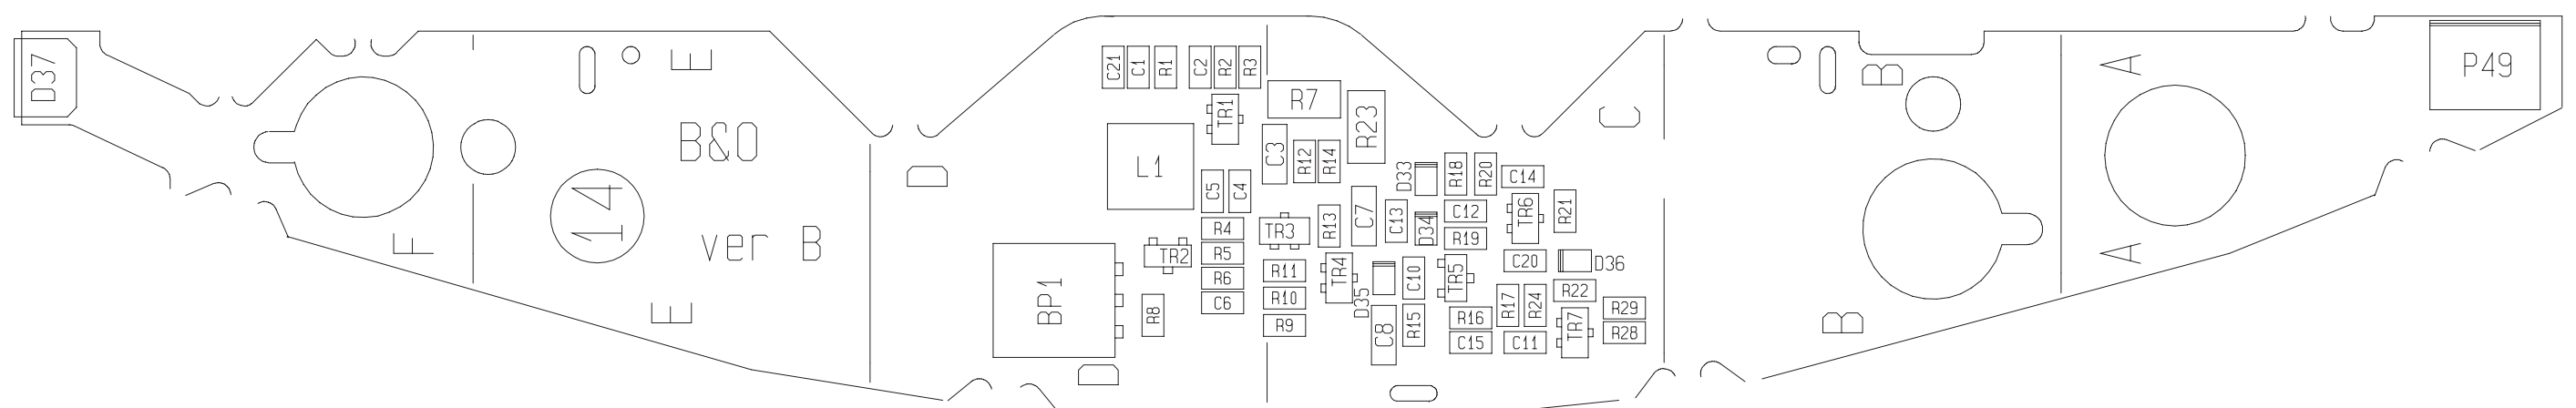 D37
E
C21 C1 R1 C2 R2 R3
TR1
R7
R23
C
B
A
P49
B&O
L1
C3 R12 R14
D33 R18 R20 C14
D
14
C5 C4
R13 C7 C13 D34 C12
R19
TR6 R21
R4
R5
R6
C6
TR2
TR3
F
ver B
E
BP1
R8
R11
R10
R9
TR4
D35
C10
TR5
C20 D36
R22
R17 R24
R29
R28
C8 R15
R16
C15
C11
TR7
B
A
D